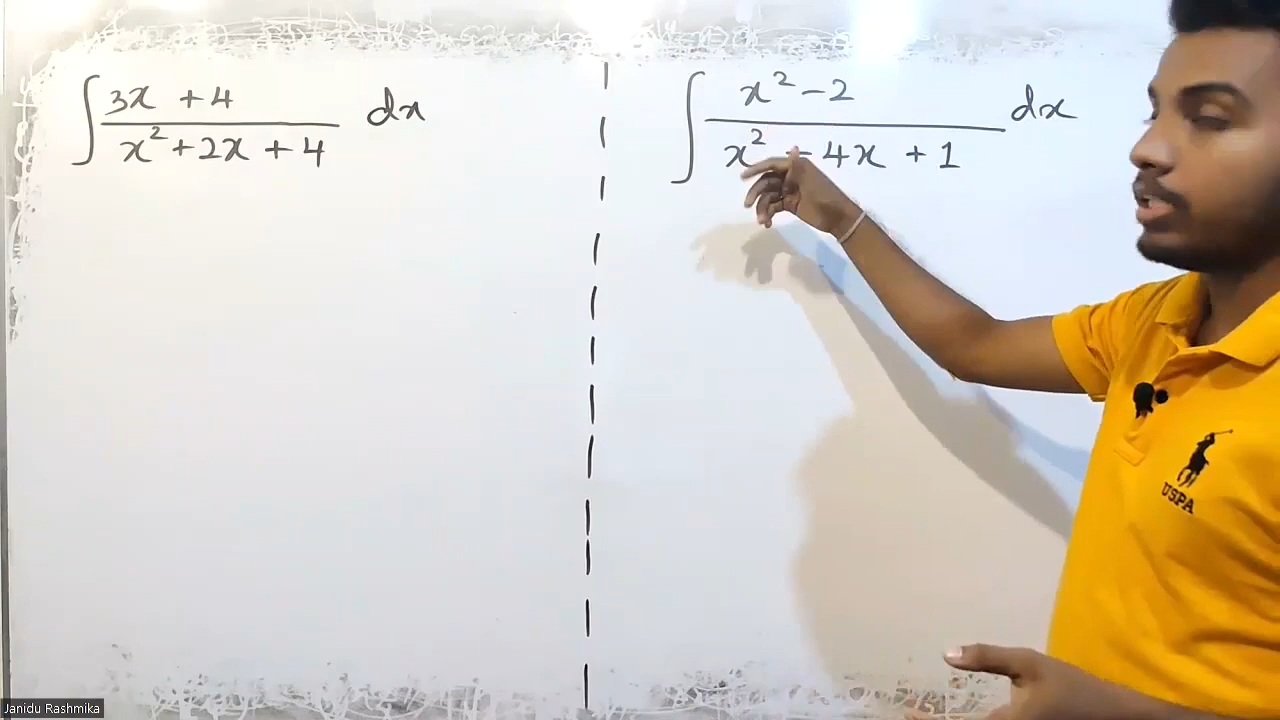 ∫ 3x + 4 / x² + 2x + 4 dx
∫ x² - 2 / x² - 4x + 1 dx
USPA
Janidu Rashmika